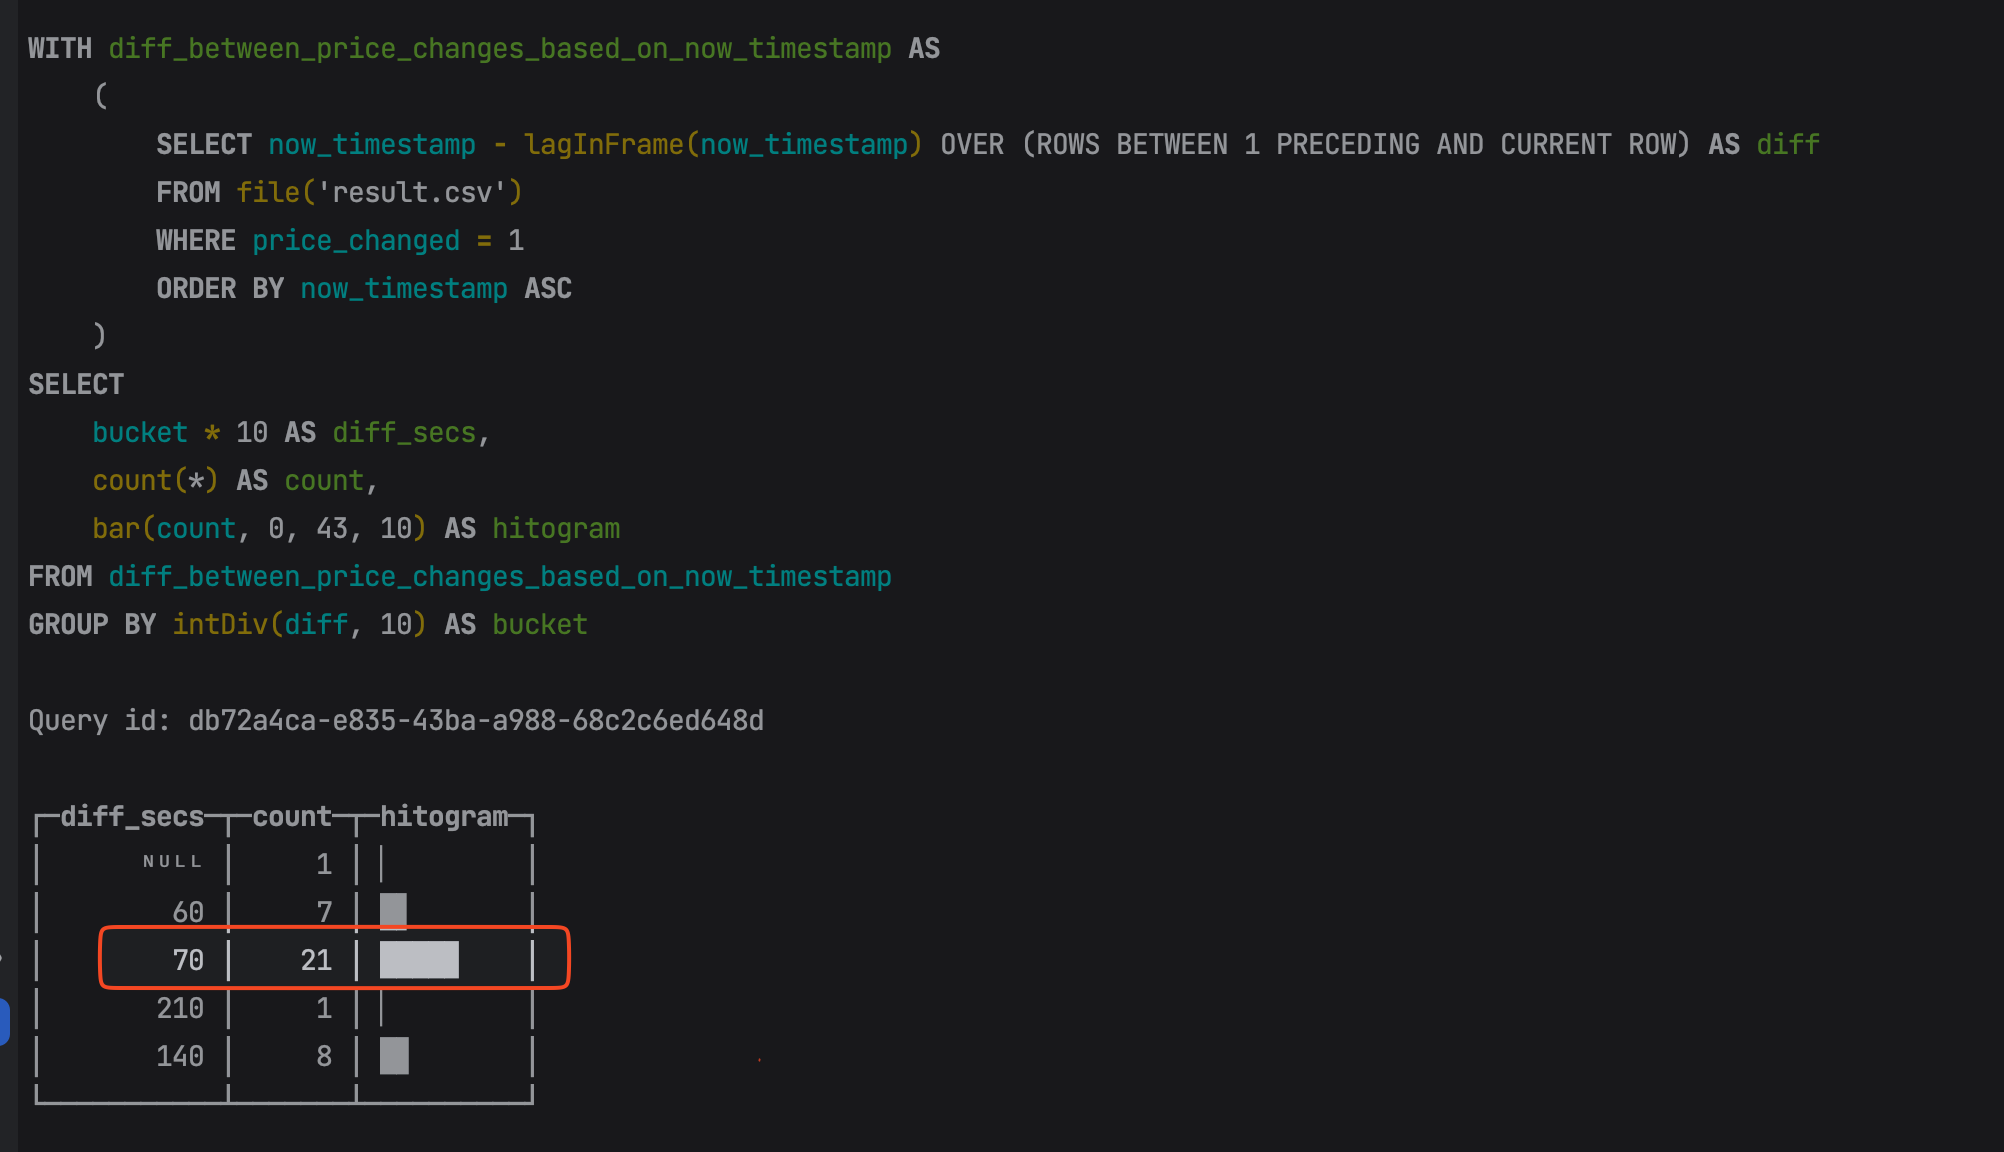 WITH diff_between_price_changes_based_on_now_timestamp AS
(
SELECT now_timestamp - lagInFrame(now_timestamp) OVER (ROWS BETWEEN 1 PRECEDING AND CURRENT ROW) AS diff
FROM file('result.csv')
WHERE price_changed = 1
ORDER BY now_timestamp ASC
)
SELECT
bucket * 10 AS diff_secs,
count(*) AS count,
bar(count, 0, 43, 10) AS hitogram
FROM diff_between_price_changes_based_on_now_timestamp
GROUP BY intDiv(diff, 10) AS bucket
Query id: db72a4ca-e835-43ba-a988-68c2c6ed648d
diff_secs count hitogram
NULL 1
60 7
70 21
210 1
140 8